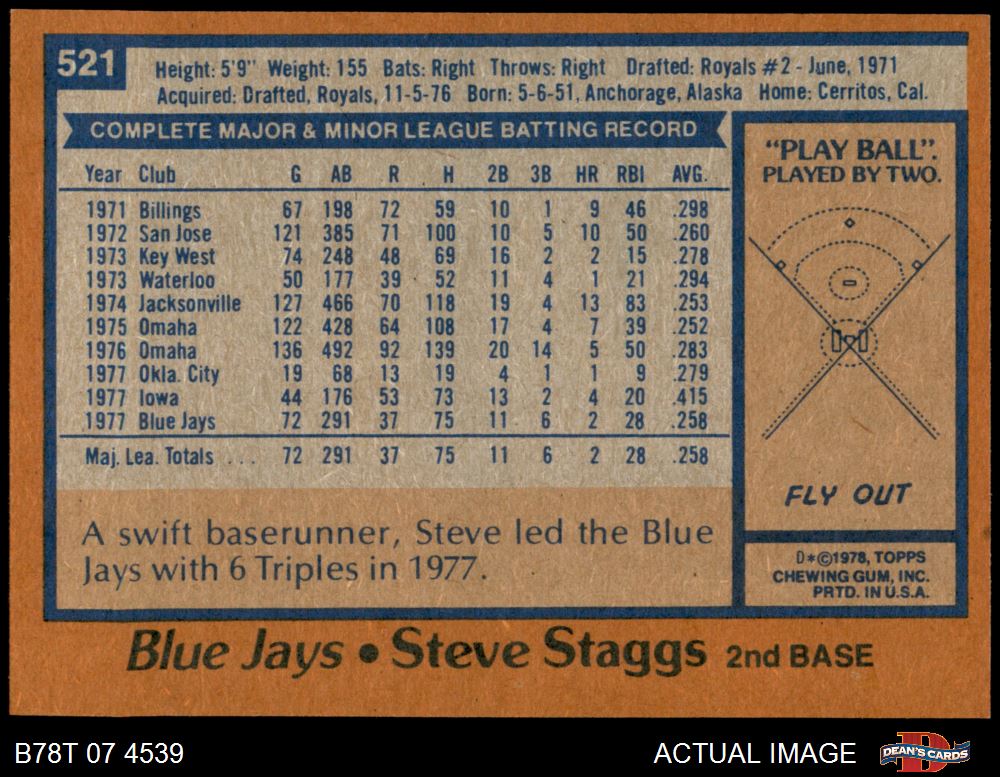 521
Height: 5'9" Weight: 155 Bats: Right Throws: Right Drafted: Royals #2 - June, 1971
Acquired: Drafted, Royals, 11-5-76 Born: 5-6-51, Anchorage, Alaska Home: Cerritos, Cal.
COMPLETE MAJOR & MINOR LEAGUE BATTING RECORD
Year Club G AB R H 2B 3B HR RBI AVG.
1971 Billings 67 198 72 59 10 1 9 46 .298
1972 San Jose 121 385 71 100 10 5 10 50 .260
1973 Key West 74 248 48 69 16 2 2 15 .278
1973 Waterloo 50 177 39 52 11 4 1 21 .294
1974 Jacksonville 127 466 70 118 19 4 13 83 .253
1975 Omaha 122 428 64 108 17 4 7 39 .252
1976 Omaha 136 492 92 139 20 14 5 50 .283
1977 Okla. City 19 68 13 19 4 1 1 9 .279
1977 Iowa 44 176 53 73 13 2 4 20 .415
1977 Blue Jays 72 291 37 75 11 6 2 28 .258
Maj. Lea. Totals ... 72 291 37 75 11 6 2 28 .258
A swift baserunner, Steve led the Blue
Jays with 6 Triples in 1977.
"PLAY BALL".
PLAYED BY TWO.
FLY OUT
D*©1978, TOPPS
CHEWING GUM, INC.
PRTD. IN U.S.A.
Blue Jays • Steve Staggs 2nd BASE
B78T 07 4539
ACTUAL IMAGE
DEAN'S CARDS